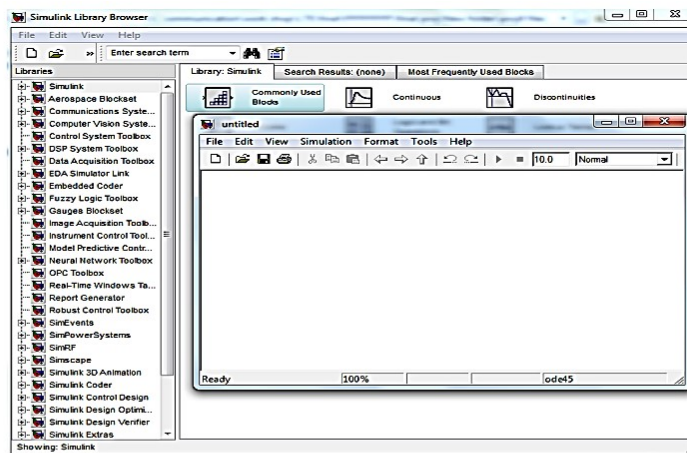 Simulink Library Browser
File Edit View Help
» Enter search term
Libraries
Library: Simulink Search Results: (none) Most Frequently Used Blocks
Simulink
Aerospace Blockset
Communications Syste...
Computer Vision Syste...
Control System Toolbox
DSP System Toolbox
Data Acquisition Toolbox
EDA Simulator Link
Embedded Coder
Fuzzy Logic Toolbox
Gauges Blockset
Image Acquisition Toolb...
Instrument Control Tool...
Model Predictive Contr...
Neural Network Toolbox
OPC Toolbox
Real-Time Windows Ta...
Report Generator
Robust Control Toolbox
SimEvents
SimPowerSystems
SimRF
Simscape
Simulink 3D Animation
Simulink Coder
Simulink Control Design
Simulink Design Optimi...
Simulink Design Verifier
Simulink Extras
Commonly Used
Blocks
Continuous
Discontinuities
untitled
File Edit View Simulation Format Tools Help
10.0 Normal
Ready 100% ode45
Showing: Simulink